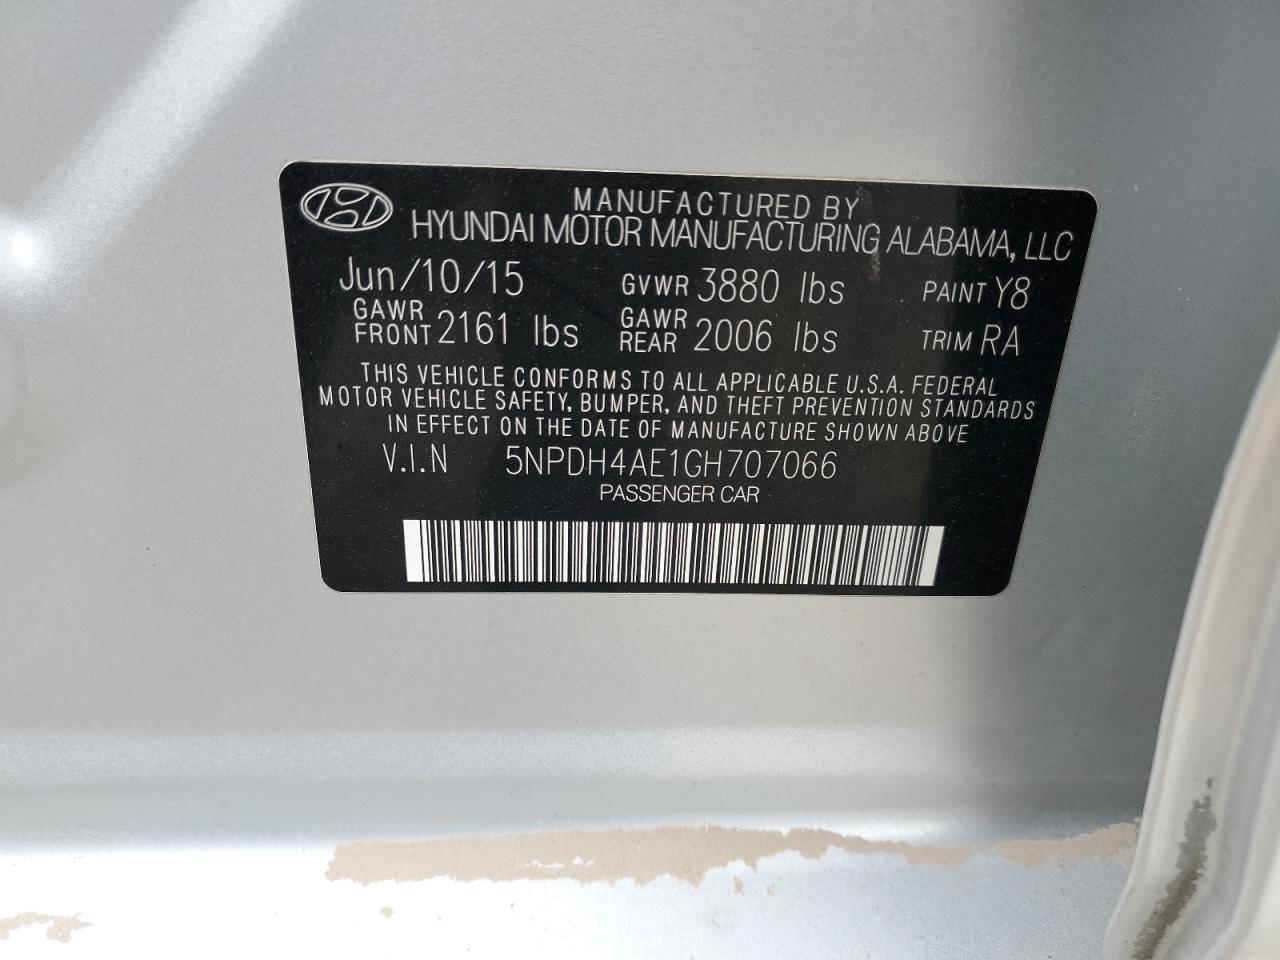 MANUFACTURED BY
HYUNDAI MOTOR MANUFACTURING ALABAMA, LLC
Jun/10/15 GVWR 3880 lbs PAINT Y8
GAWR FRONT 2161 lbs GAWR REAR 2006 lbs TRIM RA
THIS VEHICLE CONFORMS TO ALL APPLICABLE U.S.A. FEDERAL
MOTOR VEHICLE SAFETY, BUMPER, AND THEFT PREVENTION STANDARDS
IN EFFECT ON THE DATE OF MANUFACTURE SHOWN ABOVE
V.I.N 5NPDH4AE1GH707066
PASSENGER CAR